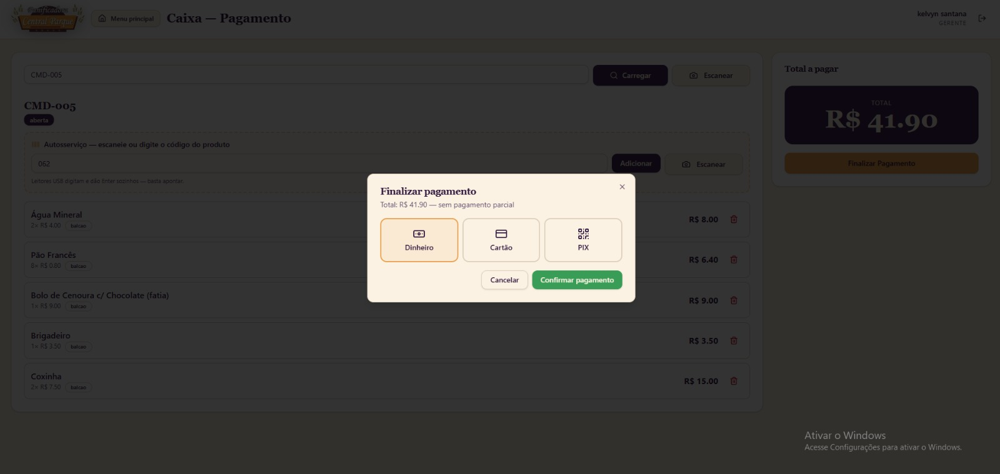 Panificadora
Central Parque
Menu principal
Caixa — Pagamento
kelvyn santana
GERENTE
CMD-005
Carregar
Escanear
Total a pagar
TOTAL
R$ 41.90
Finalizar Pagamento
CMD-005
aberta
Autosserviço — escaneie ou digite o código do produto
062
Adicionar
Escanear
Leitores USB digitam e dão Enter sozinhos — basta apontar.
Finalizar pagamento
Total: R$ 41.90 — sem pagamento parcial
Dinheiro
Cartão
PIX
Cancelar
Confirmar pagamento
Água Mineral
2× R$ 4.00 balcao
R$ 8.00
Pão Francês
8× R$ 0.80 balcao
R$ 6.40
Bolo de Cenoura c/ Chocolate (fatia)
1× R$ 9.00 balcao
R$ 9.00
Brigadeiro
1× R$ 3.50 balcao
R$ 3.50
Coxinha
2× R$ 7.50 balcao
R$ 15.00
Ativar o Windows
Acesse Configurações para ativar o Windows.